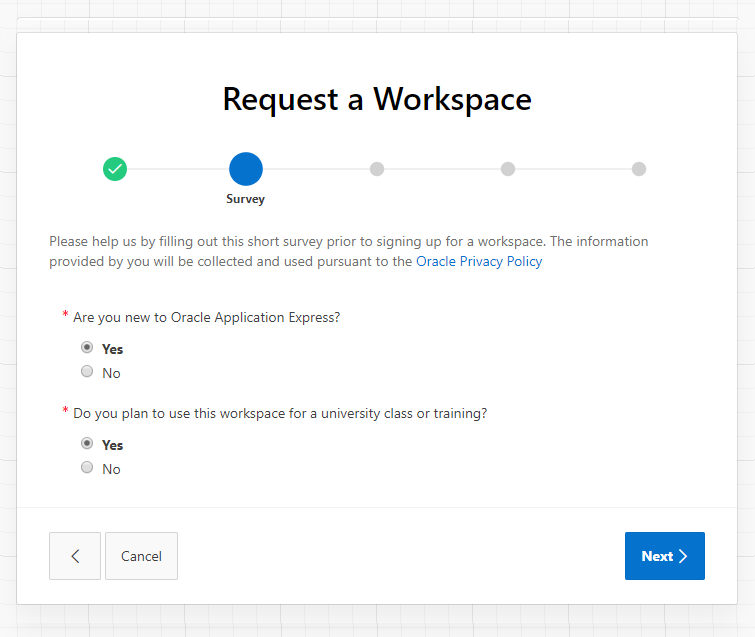 Request a Workspace
Survey
Please help us by filling out this short survey prior to signing up for a workspace. The information
provided by you will be collected and used pursuant to the Oracle Privacy Policy
* Are you new to Oracle Application Express?
Yes
No
* Do you plan to use this workspace for a university class or training?
Yes
No
Cancel
Next